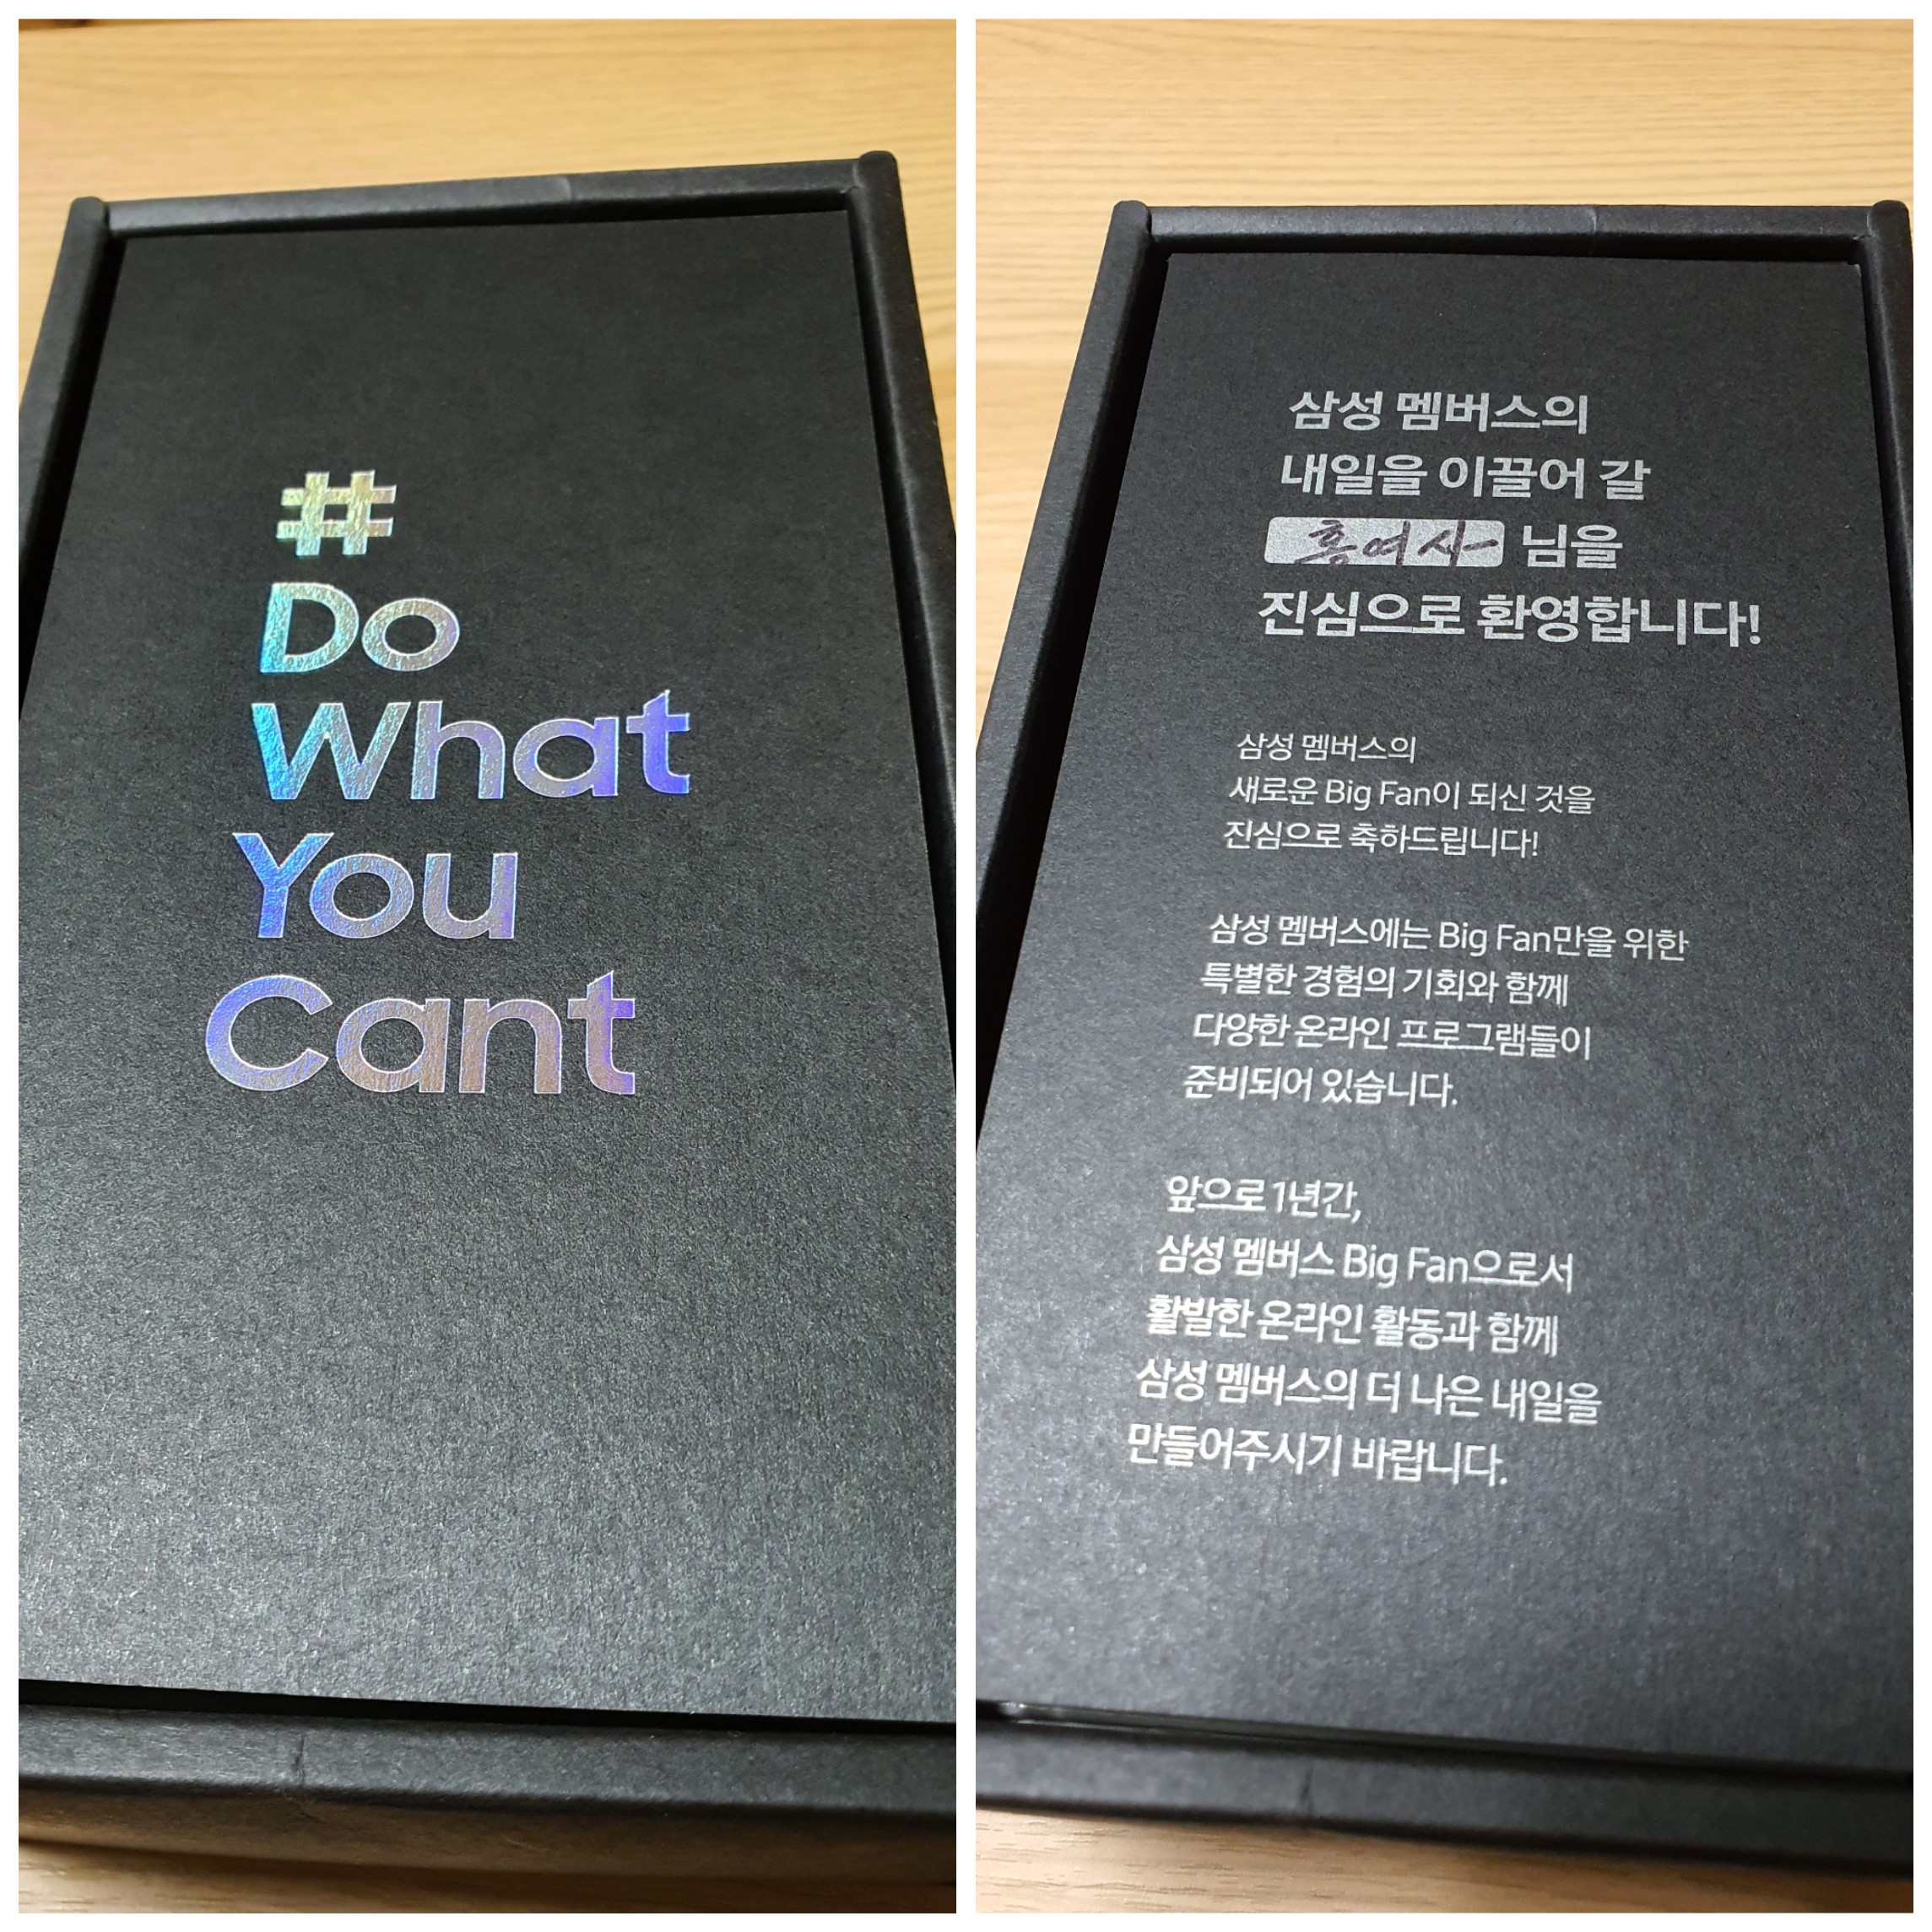 #
Do
What
You
Cant
삼성 멤버스의
내일을 이끌어 갈
홍여사 님을
진심으로 환영합니다!
삼성 멤버스의
새로운 Big Fan이 되신 것을
진심으로 축하드립니다!
삼성 멤버스에는 Big Fan만을 위한
특별한 경험의 기회와 함께
다양한 온라인 프로그램들이
준비되어 있습니다.
앞으로 1년간,
삼성 멤버스 Big Fan으로서
활발한 온라인 활동과 함께
삼성 멤버스의 더 나은 내일을
만들어주시기 바랍니다.